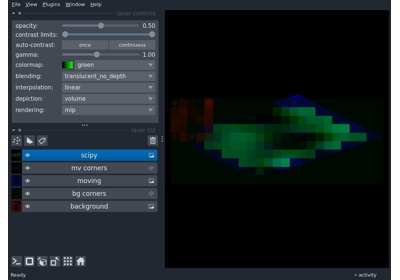 File View Plugins Window Help
layer controls
opacity: 0.50
contrast limits:
auto-contrast: once continuous
gamma: 1.00
colormap: green
blending: translucent_no_depth
interpolation: linear
depiction: volume
rendering: mip
layer list
scipy
mv corners
moving
bg corners
background
Ready activity